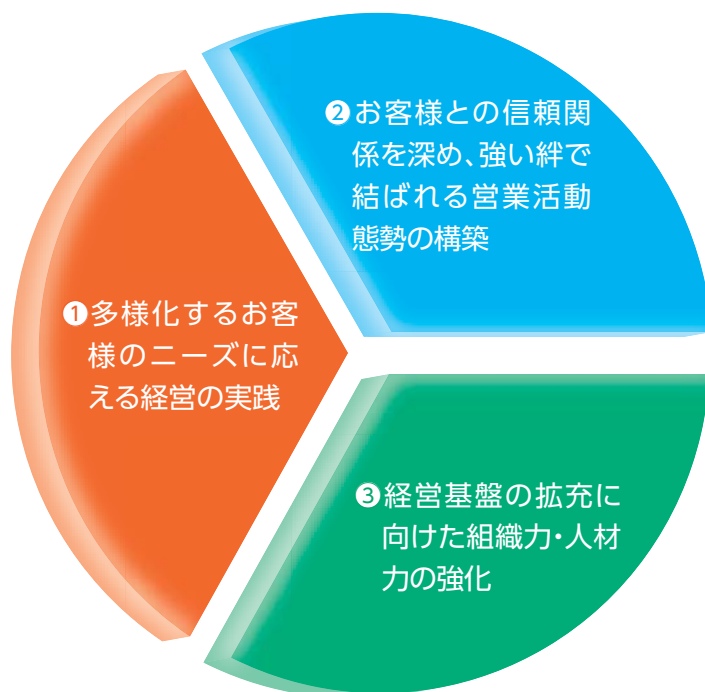 ❶多様化するお客
様のニーズに応
える経営の実践
❷お客様との信頼関
係を深め、強い絆で
結ばれる営業活動
態勢の構築
❸経営基盤の拡充に
向けた組織力・人材
力の強化